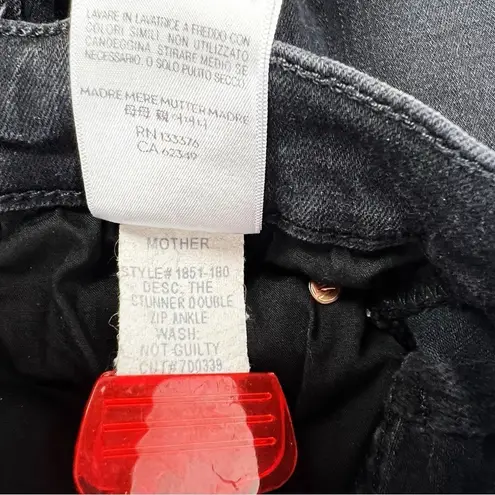 LAVARE IN LAVATRICE A FREDDO CON
COLORI SIMILI. NON UTILIZZATO
CANDEGGINA. STIRARE MEDIO SE
NECESSARIO. O SOLO PULITO SECCO.
MADRE MERE MUTTER MADRE
母母
RN 133376
CA 62349
MOTHER
STYLE# 1851-180
DESC. THE
STUNNER DOUBLE
ZIP ANKLE
WASH:
NOT GUILTY
CUT# 700339